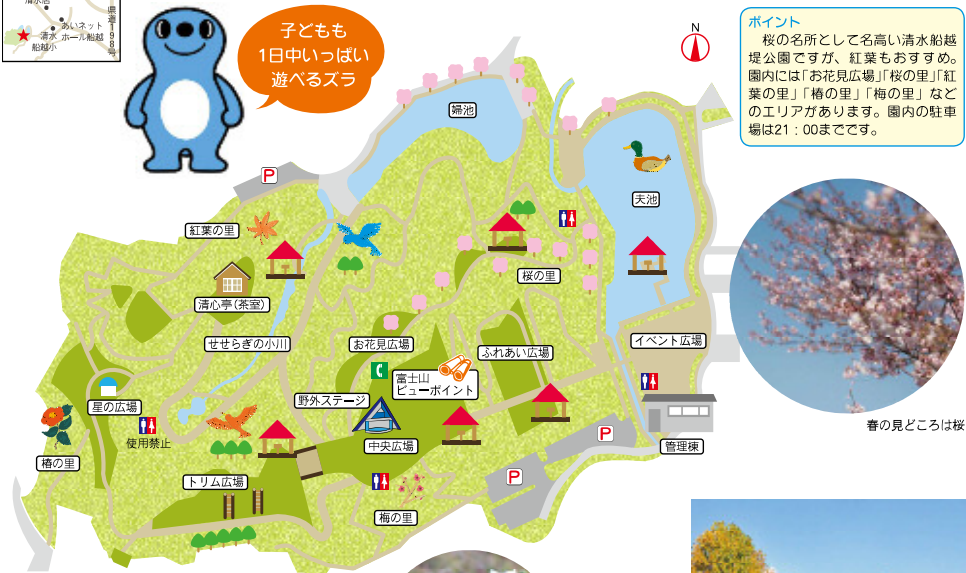 県道198号
あいネット
ホール船越
清水
船越小
子どもも
1日中いっぱい
遊べるズラ
N
ポイント
桜の名所として名高い清水船越
堤公園ですが、紅葉もおすすめ。
園内には「お花見広場」「桜の里」「紅
葉の里」「椿の里」「梅の里」など
のエリアがあります。園内の駐車
場は21:00までです。
婦池
P
夫池
紅葉の里
桜の里
清心亭(茶室)
せせらぎの小川
お花見広場
ふれあい広場
イベント広場
富士山
ビューポイント
野外ステージ
星の広場
使用禁止
中央広場
管理棟
春の見どころは桜
椿の里
トリム広場
P
P
梅の里